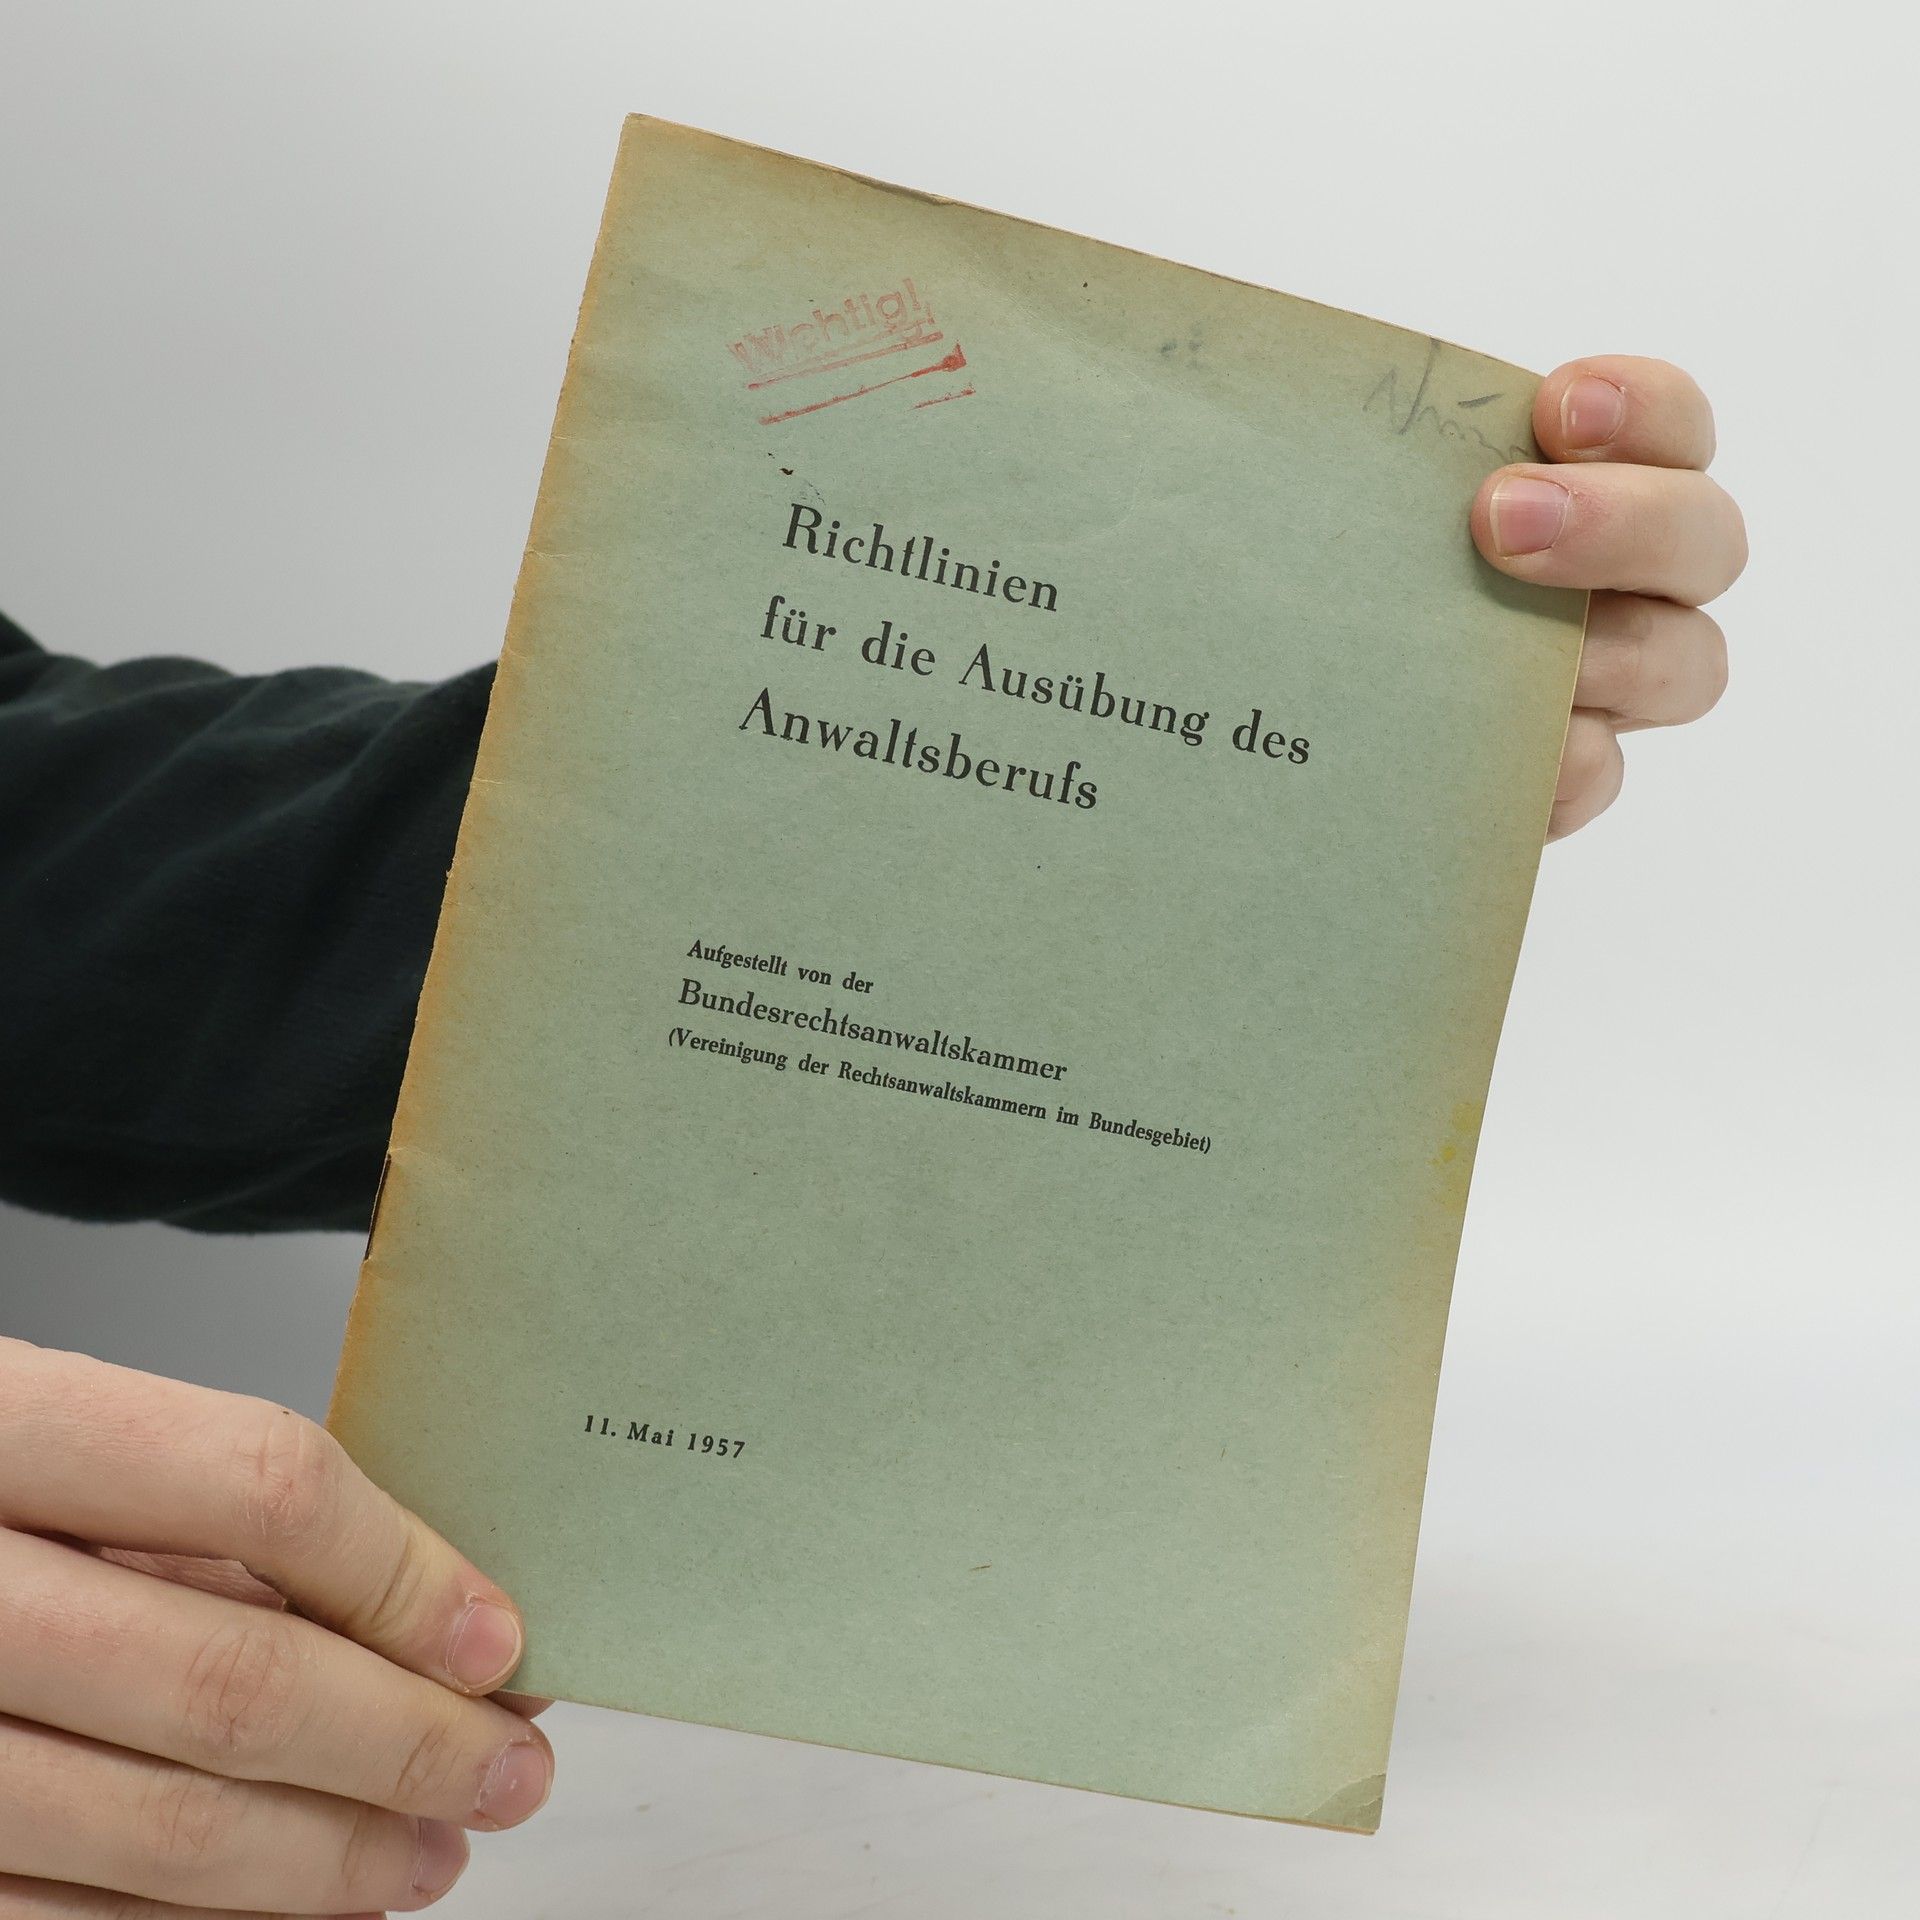 Wichtig!
Richtlinien
für die Ausübung des
Anwaltsberufs
Aufgestellt von der
Bundesrechtsanwaltskammer
(Vereinigung der Rechtsanwaltskammern im Bundesgebiet)
11. Mai 1957